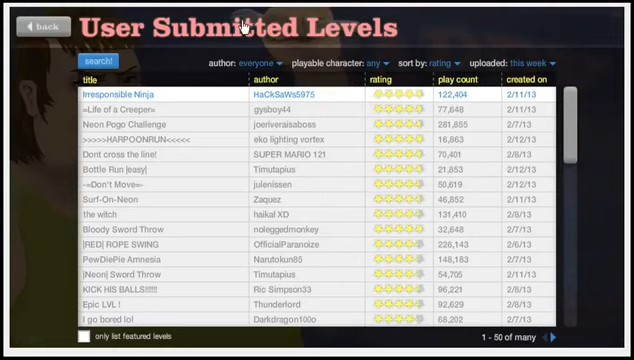 back User Submitted Levels
search! author: everyone playable character: any sort by: rating uploaded: this week
title author rating play count created on
Irresponsible Ninja HaCkSaWs5975 122,404 2/11/13
=Life of a Creeper= gysboy44 77,648 2/11/13
Neon Pogo Challenge joeriveraisaboss 281,855 2/7/13
>>>>>HARPOONRUN<<<<< eko lighting vortex 16,863 2/12/13
Dont cross the line! SUPER MARIO 121 70,401 2/8/13
Bottle Run |easy| Timutapius 21,853 2/12/13
-=Don't Move=- julenissen 50,619 2/12/13
Surf-On-Neon Zaquez 46,852 2/11/13
the witch haikal XD 131,410 2/8/13
Bloody Sword Throw noleggedmonkey 32,648 2/7/13
|RED| ROPE SWING OfficialParanoize 226,143 2/6/13
PewDiePie Amnesia Narutokun85 148,183 2/7/13
|Neon| Sword Throw Timutapius 54,705 2/11/13
KICK HIS BALLS!!!!!! Ric Simpson33 96,221 2/8/13
Epic LVL ! Thunderlord 92,629 2/8/13
I go bored lol Darkdragon100o 68,202 2/7/13
only list featured levels 1 - 50 of many